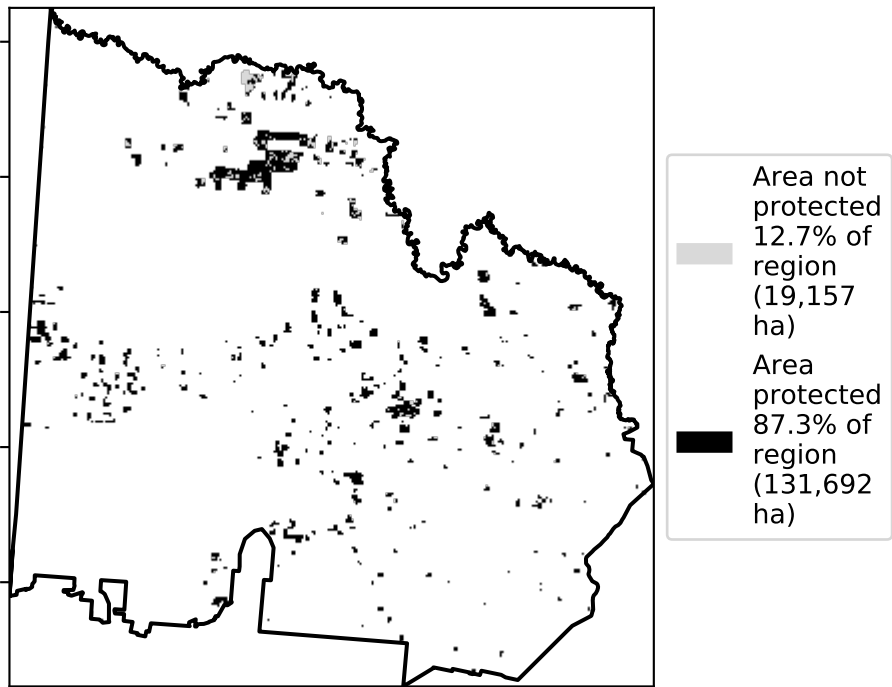 Area not
protected
12.7% of
region
(19,157
ha)
Area
protected
87.3% of
region
(131,692
ha)